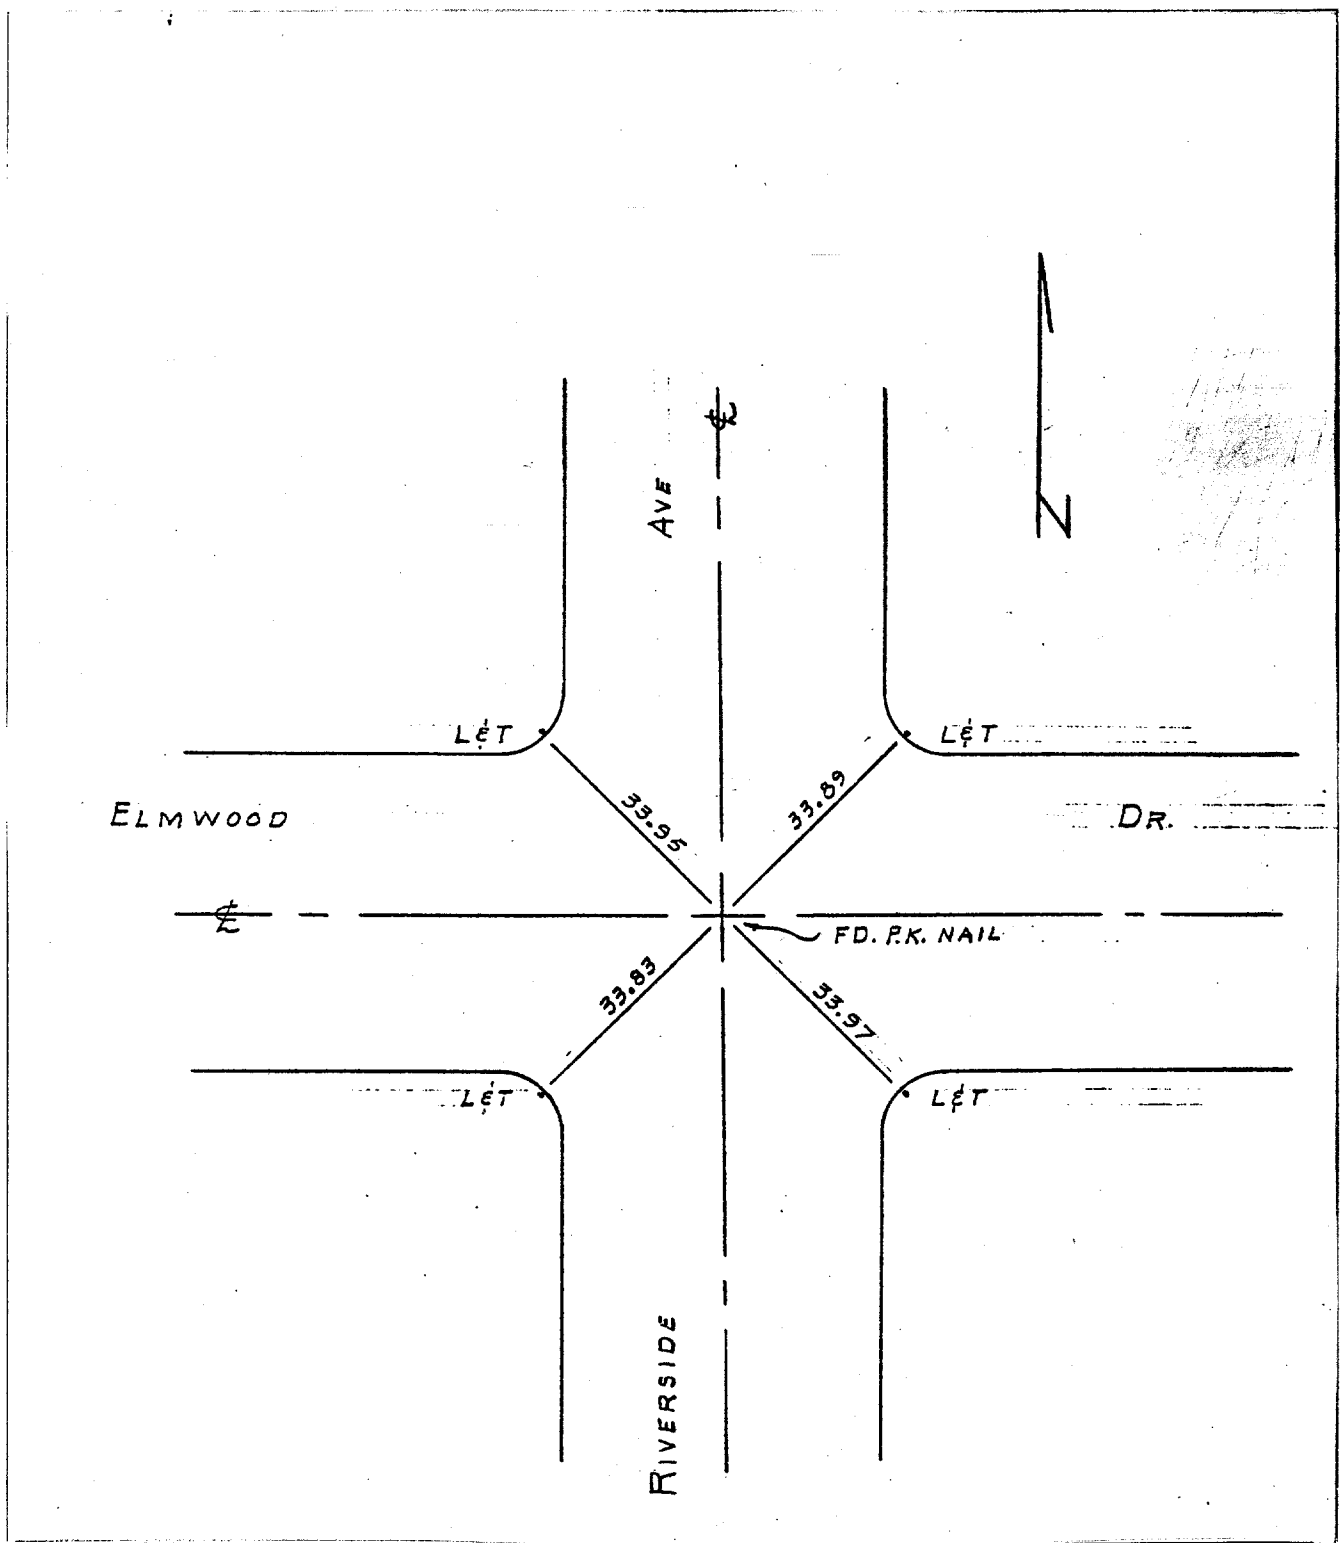 ℄
AVE
N
L&T
L&T
ELMWOOD
33.95
33.89
DR.
℄
FD. P.K. NAIL
33.83
33.97
L&T
L&T
RIVERSIDE